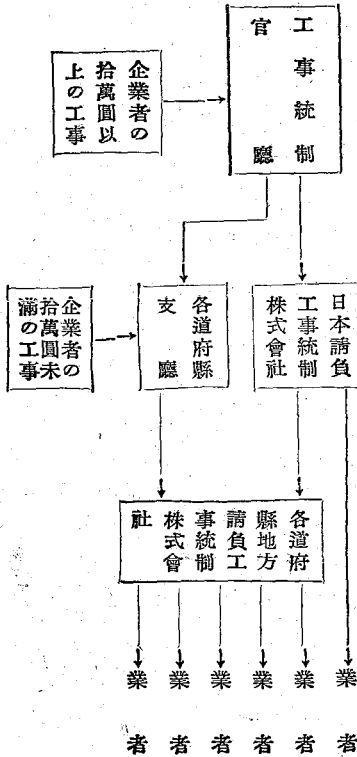 工事統制
官廳
企業者の
拾萬圓以
上の工事
日本請負
工事統制
株式會社
各道府縣
支廳
企業者の
拾萬圓未
滿の工事
各道府
縣地方
請負工
事統制
株式會
社
業者
業者
業者
業者
業者
業者